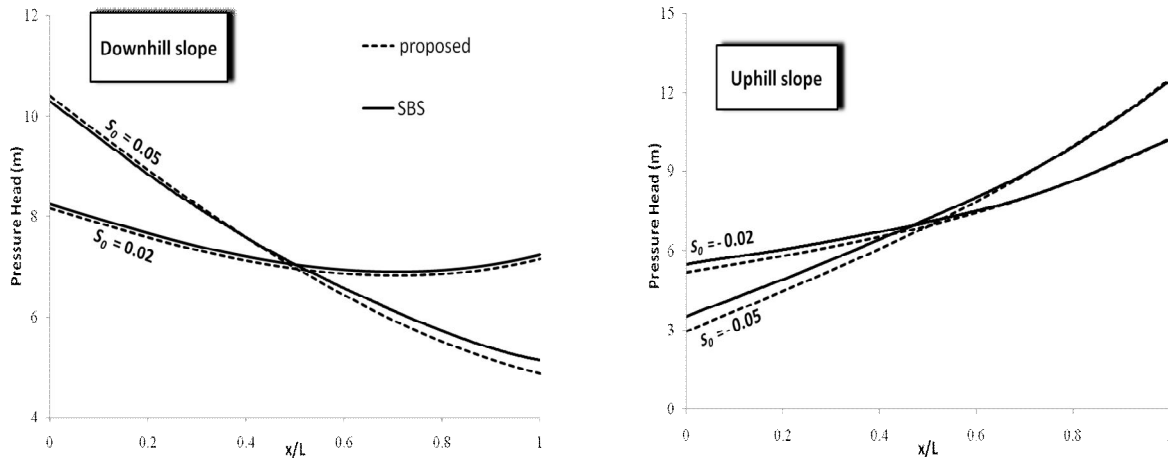 12
10
8
6
4
Pressure Head (m)
Downhill slope
proposed
SBS
S₀ = 0.05
S₀ = 0.02
0
0.2
0.4
0.6
0.8
1
x/L
15
12
9
6
3
0
Pressure Head (m)
Uphill slope
S₀ = - 0.02
S₀ = - 0.05
0
0.2
0.4
0.6
0.8
x/L